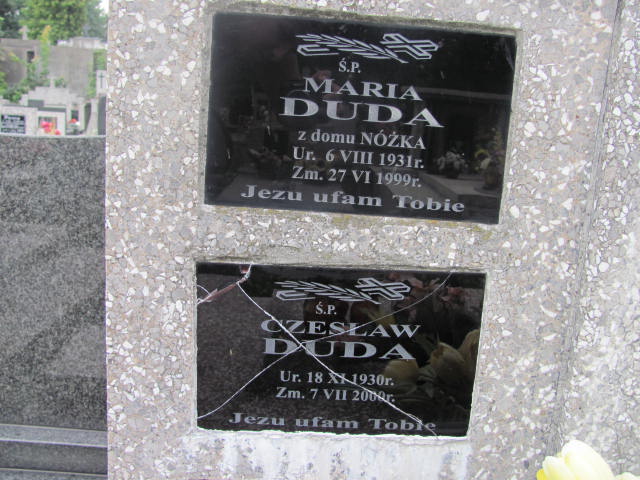 Ś.P.
MARIA
DUDA
z domu NÓŻKA
Ur. 6 VIII 1931r.
Zm. 27 VI 1999r.
Jezu ufam Tobie
Ś.P.
CZESŁAW
DUDA
Ur. 18 XI 1930r.
Zm. 7 VII 2000r.
Jezu ufam Tobie